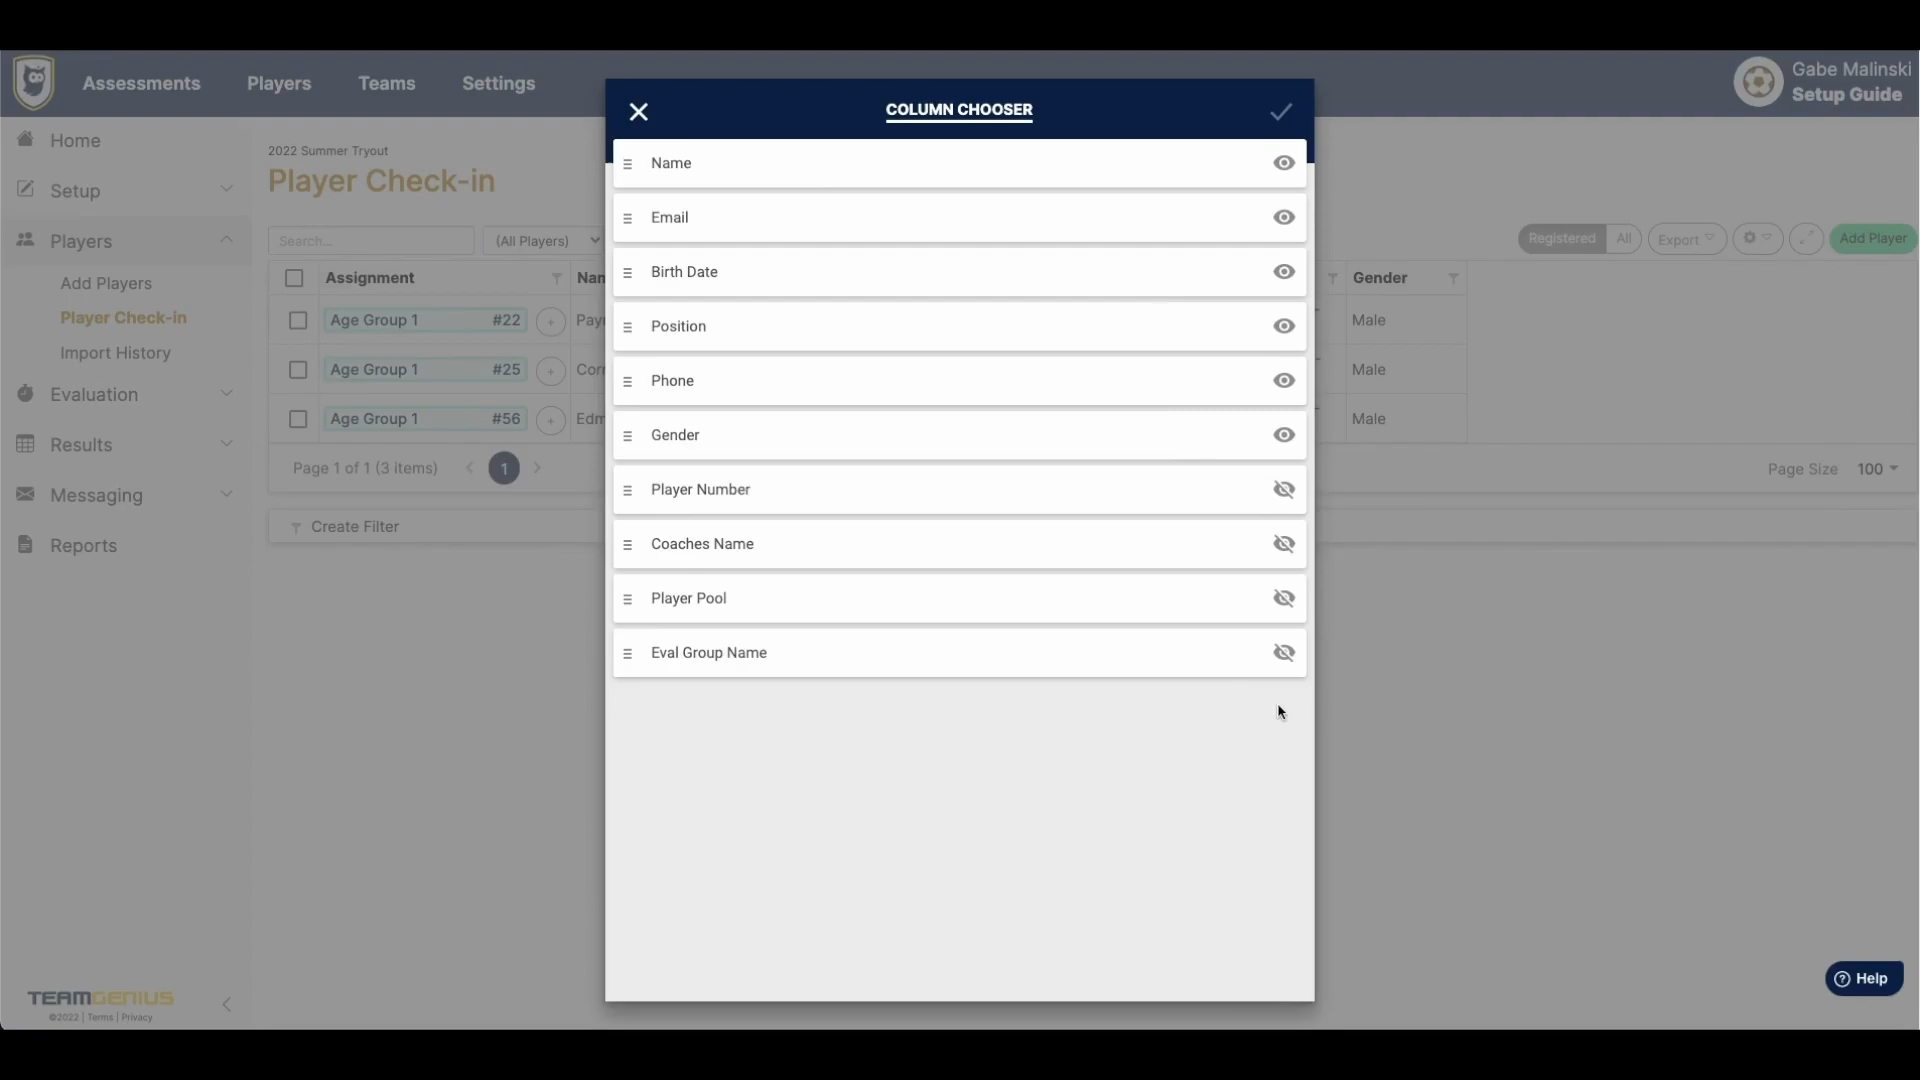 Assessments Players Teams Settings
Gabe Malinski
Setup Guide
Home
Setup
Players
Add Players
Player Check-in
Import History
Evaluation
Results
Messaging
Reports
TEAMGENIUS
©2022 | Terms | Privacy
2022 Summer Tryout
Player Check-in
Search...
(All Players)
Registered All Export Add Player
Assignment Gender
Age Group 1 #22 Male
Age Group 1 #25 Male
Age Group 1 #56 Male
Page 1 of 1 (3 items) 1
Page Size 100
Create Filter
COLUMN CHOOSER
Name
Email
Birth Date
Position
Phone
Gender
Player Number
Coaches Name
Player Pool
Eval Group Name
Help